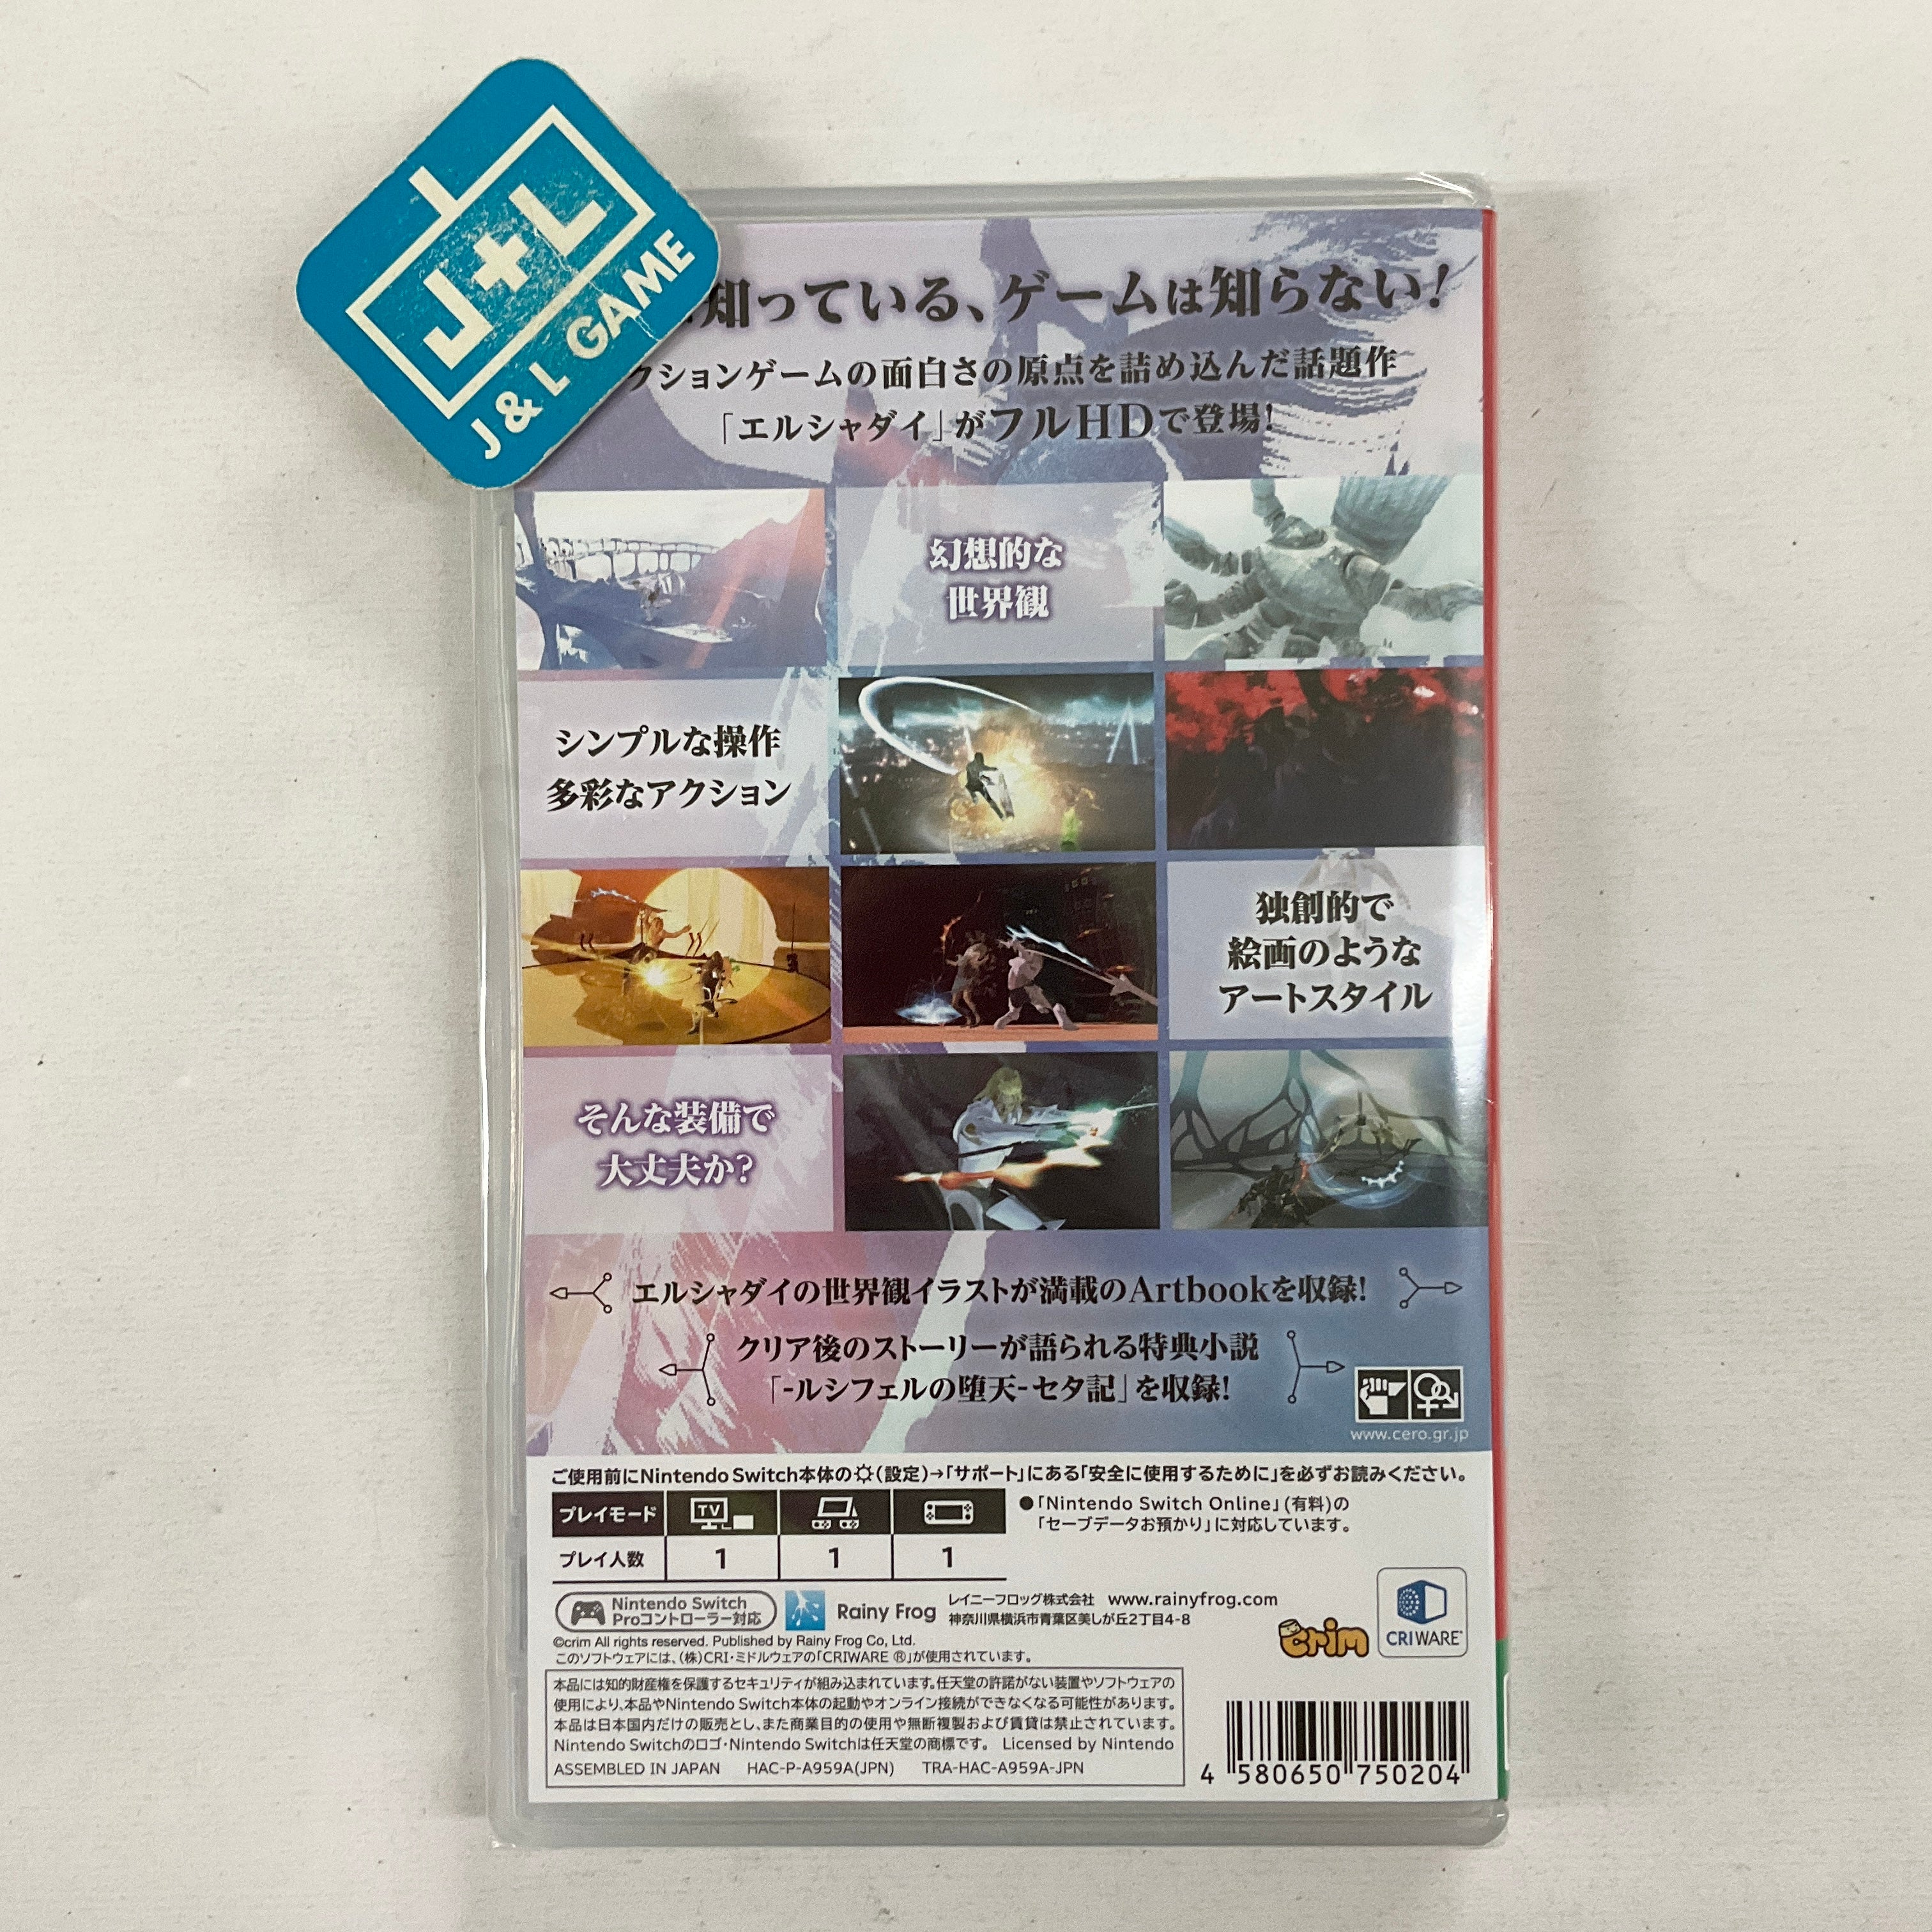 J+L
J & L GAME
知っている、ゲームは知らない!
クションゲームの面白さの原点を詰め込んだ話題作
「エルシャダイ」がフルHDで登場!
幻想的な
世界観
シンプルな操作
多彩なアクション
独創的で
絵画のような
アートスタイル
そんな装備で
大丈夫か?
エルシャダイの世界観イラストが満載のArtbookを収録!
クリア後のストーリーが語られる特典小説
「-ルシフェルの堕天-セタ記」を収録!
www.cero.gr.jp
ご使用前にNintendo Switch本体の(設定)→「サポート」にある「安全に使用するために」を必ずお読みください。
プレイモード TV
プレイ人数 1 1 1
●「Nintendo Switch Online」(有料)の
「セーブデータお預かり」に対応しています。
Nintendo Switch
Proコントローラー対応
Rainy Frog
レイニーフロッグ株式会社 www.rainyfrog.com
神奈川県横浜市青葉区美しが丘2丁目4-8
crim
CRIWARE
©crim All rights reserved. Published by Rainy Frog Co, Ltd.
このソフトウェアには、(株)CRI・ミドルウェアの「CRIWARE ®」が使用されています。
本品には知的財産権を保護するセキュリティが組み込まれています。任天堂の許諾がない装置やソフトウェアの
使用により、本品やNintendo Switch本体の起動やオンライン接続ができなくなる可能性があります。
本品は日本国内だけの販売とし、また商業目的の使用や無断複製および賃貸は禁止されています。
Nintendo Switchのロゴ・Nintendo Switchは任天堂の商標です。 Licensed by Nintendo
ASSEMBLED IN JAPAN HAC-P-A959A(JPN) TRA-HAC-A959A-JPN
4 580650 750204